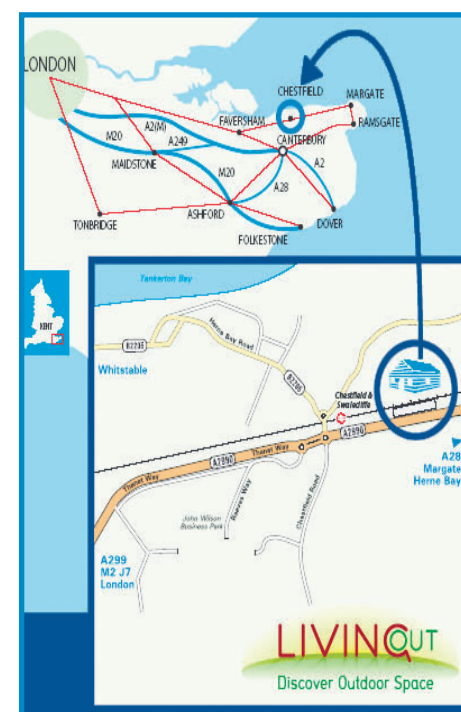 LONDON
CHESTFIELD
MARGATE
FAVERSHAM
RAMSGATE
A2(M)
M20
A249
CANTERBURY
A2
MAIDSTONE
M20
A28
TONBRIDGE
ASHFORD
DOVER
FOLKESTONE
KENT
Tankerton Bay
Herne Bay Road
B2205
Whitstable
B2205
Chestfield &
Swalecliffe
A2990
Thanet Way
A2990
Thanet Way
A28
Margate
Herne Bay
Reeves Way
Chestfield Road
John Wilson
Business Park
A299
M2 J7
London
LIVINGOUT
Discover Outdoor Space